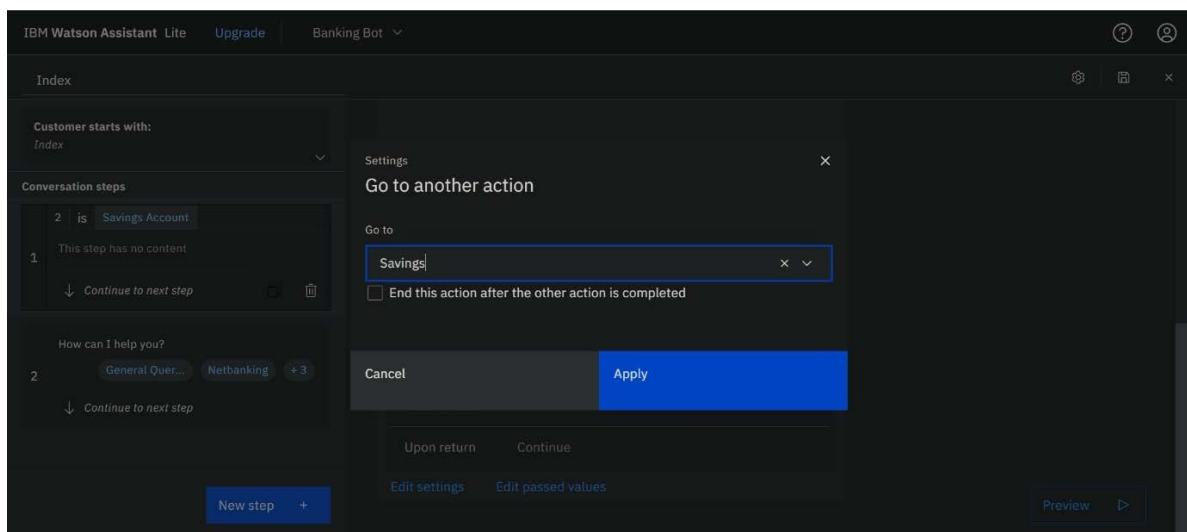 IBM Watson Assistant Lite Upgrade Banking Bot
Index
Customer starts with:
Index
Conversation steps
2 is Savings Account
This step has no content
1
Continue to next step
How can I help you?
General Quer... Netbanking + 3
2
Continue to next step
New step +
Settings
Go to another action
Go to
Savings
End this action after the other action is completed
Cancel Apply
Upon return Continue
Edit settings Edit passed values
Preview